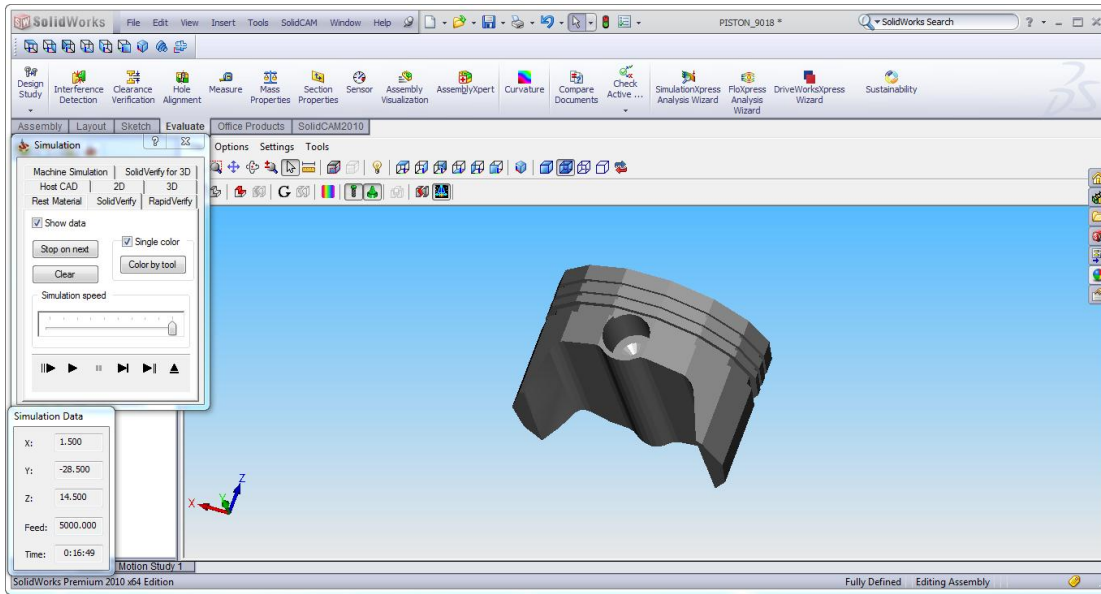 SolidWorks File Edit View Insert Tools SolidCAM Window Help PISTON_9018 * SolidWorks Search ?
Design Study
Interference Detection
Clearance Verification
Hole Alignment
Measure
Mass Properties
Section Properties
Sensor
Assembly Visualization
AssemblyXpert
Curvature
Compare Documents
Check Active ...
SimulationXpress Analysis Wizard
FloXpress Analysis Wizard
DriveWorksXpress Wizard
Sustainability
Assembly Layout Sketch Evaluate Office Products SolidCAM2010
Simulation ?
Options Settings Tools
Machine Simulation SolidVerify for 3D
Host CAD 2D 3D
Rest Material SolidVerify RapidVerify
Show data
Stop on next
Single color
Clear
Color by tool
Simulation speed
Simulation Data
X: 1.500
Y: -28.500
Z: 14.500
Feed: 5000.000
Time: 0:16:49
G
Z
X Y
Motion Study 1
SolidWorks Premium 2010 x64 Edition Fully Defined Editing Assembly